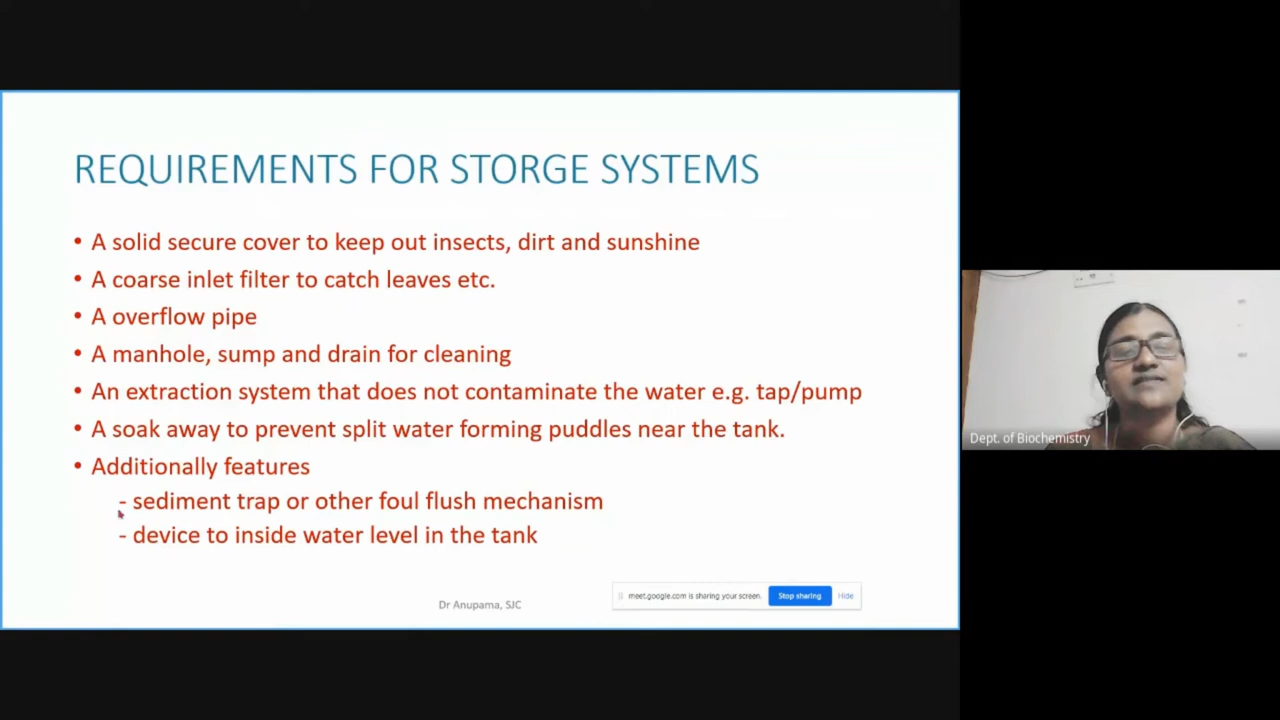 REQUIREMENTS FOR STORGE SYSTEMS
• A solid secure cover to keep out insects, dirt and sunshine
• A coarse inlet filter to catch leaves etc.
• A overflow pipe
• A manhole, sump and drain for cleaning
• An extraction system that does not contaminate the water e.g. tap/pump
• A soak away to prevent split water forming puddles near the tank.
• Additionally features
- sediment trap or other foul flush mechanism
- device to inside water level in the tank
Dr Anupama, SJC
meet.google.com is sharing your screen. Stop sharing Hide
Dept. of Biochemistry